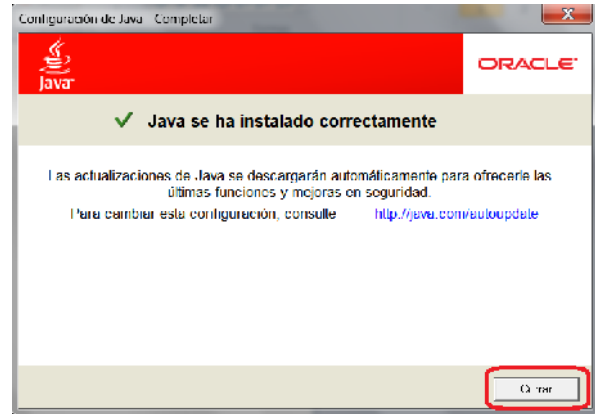 Configuración de Java - Completar
Java
ORACLE
Java se ha instalado correctamente
Las actualizaciones de Java se descargarán automáticamente para ofrecerle las
últimas funciones y mejoras en seguridad.
Para cambiar esta configuración, consulte http://java.com/autoupdate
Cerrar